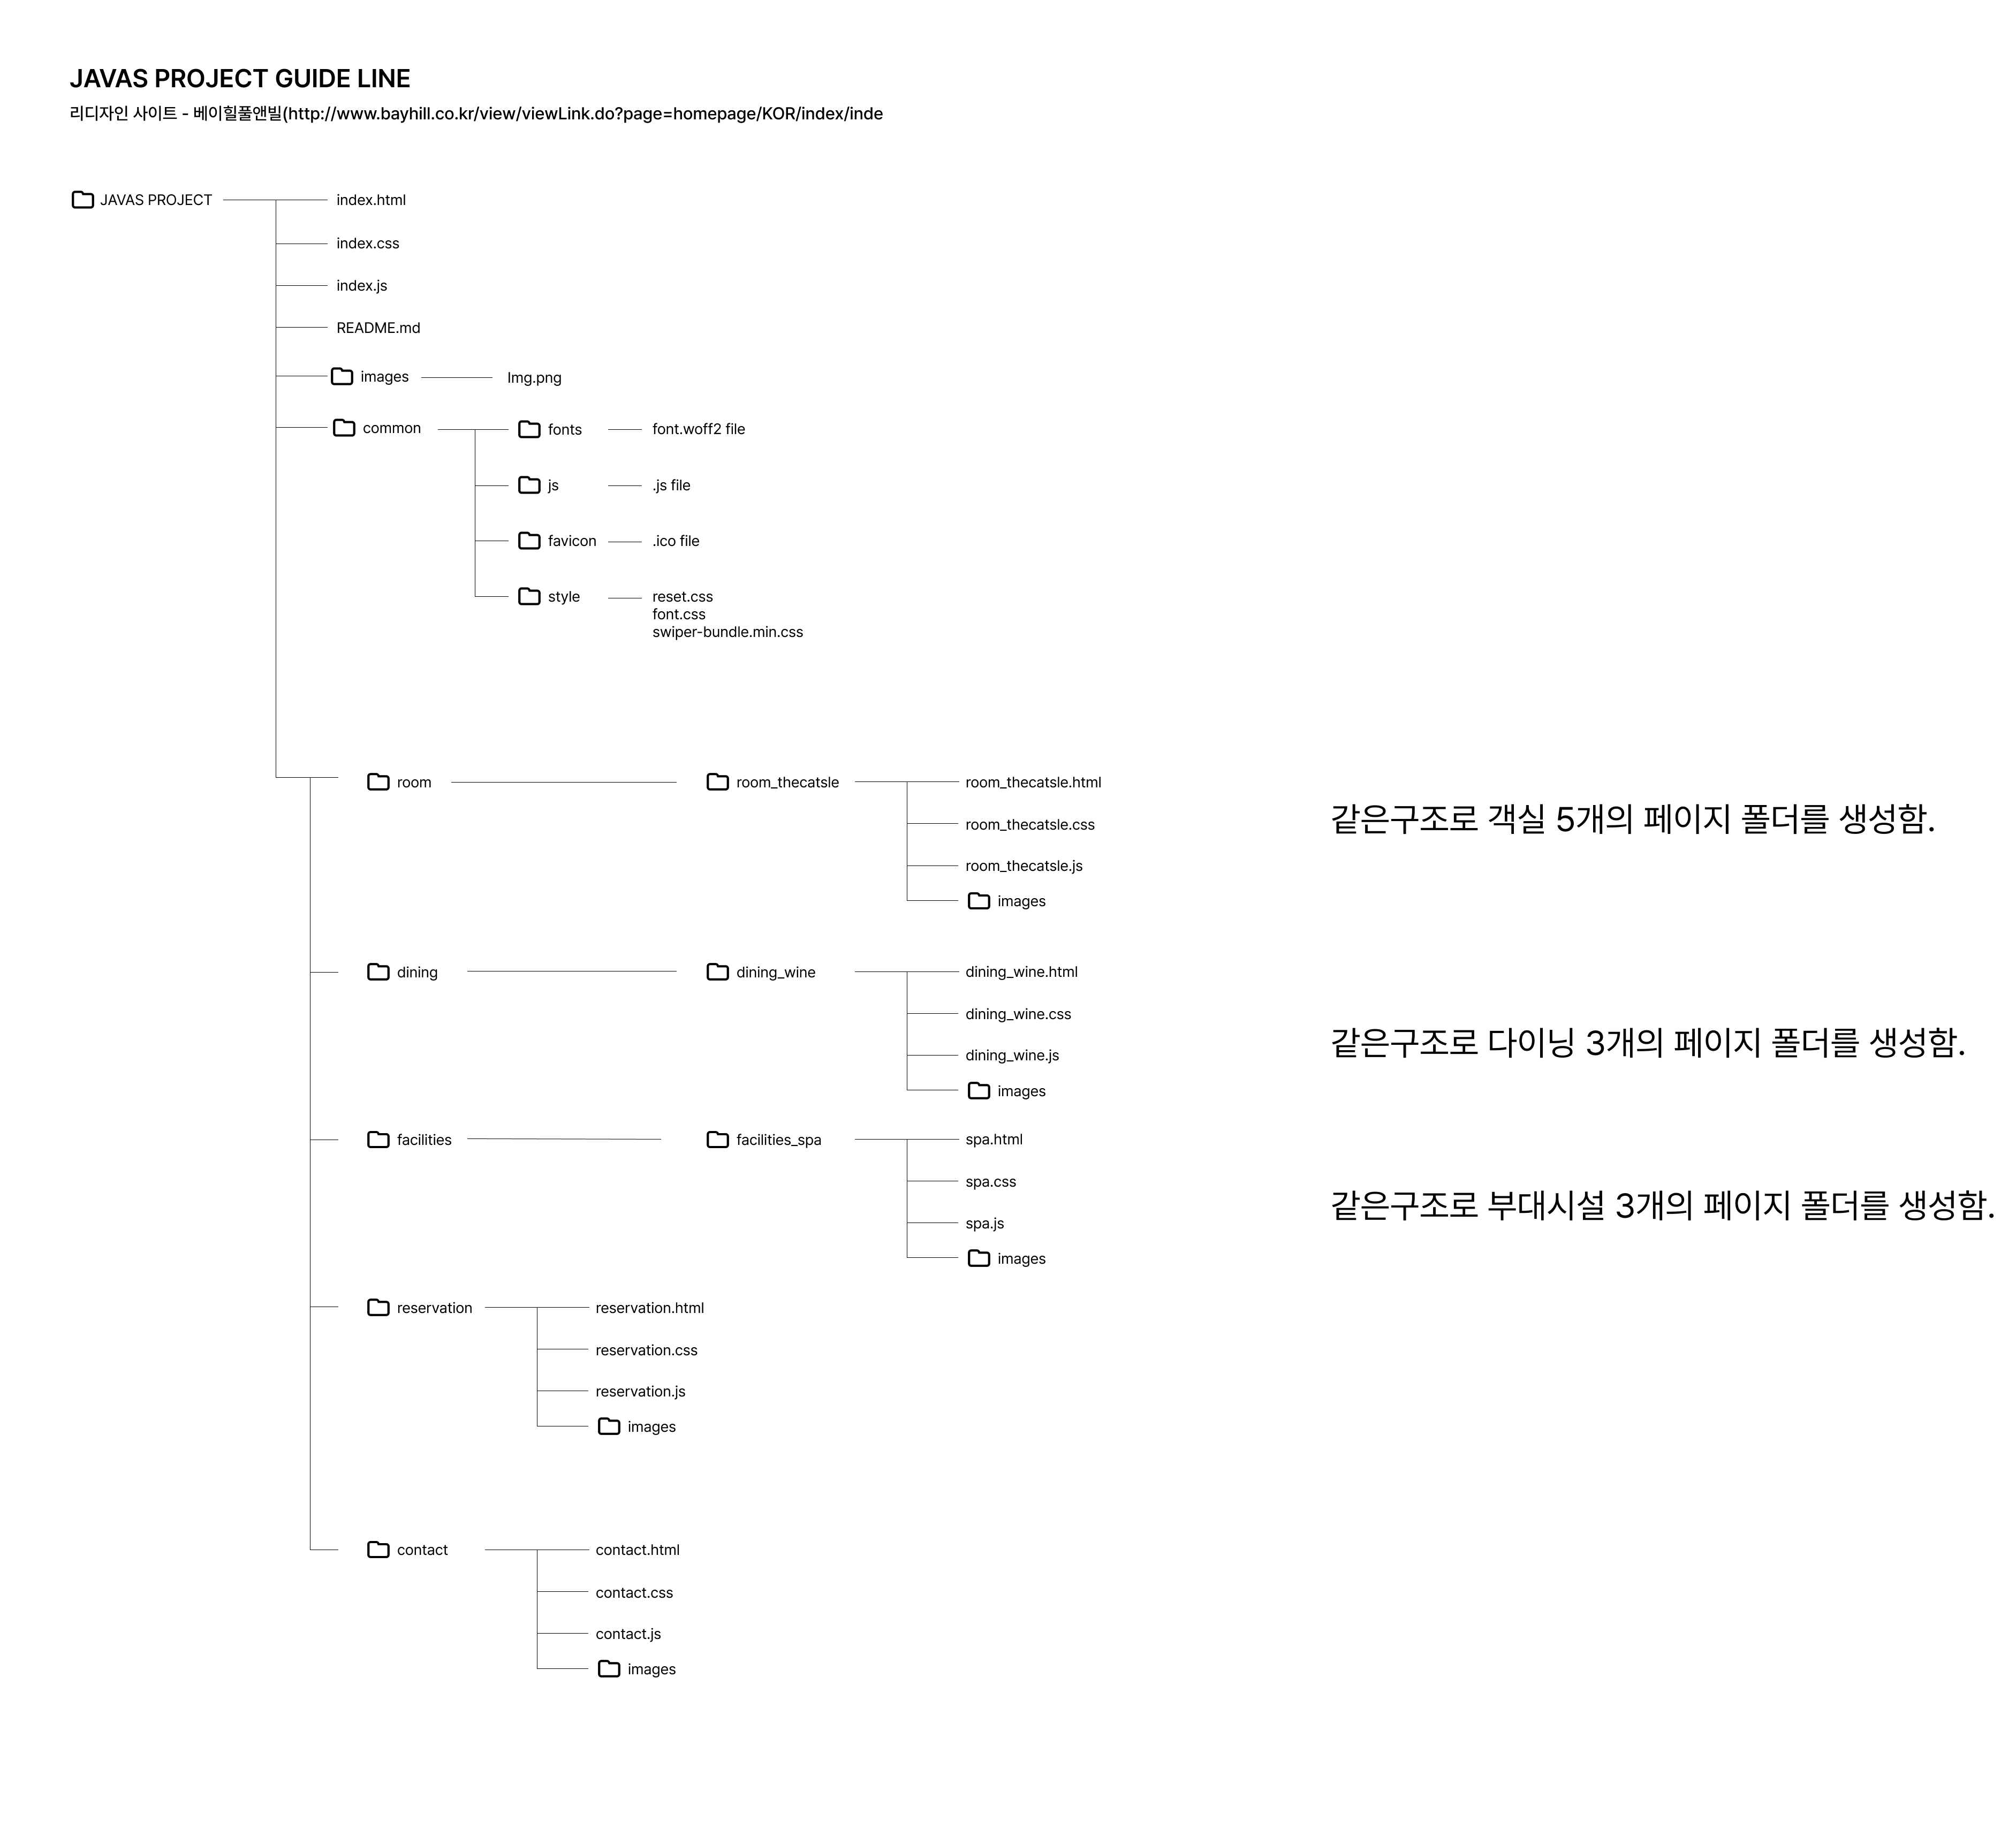 JAVAS PROJECT GUIDE LINE
리디자인 사이트 - 베이힐풀앤빌(http://www.bayhill.co.kr/view/viewLink.do?page=homepage/KOR/index/inde
JAVAS PROJECT
index.html
index.css
index.js
README.md
images
Img.png
common
fonts
font.woff2 file
js
.js file
favicon
.ico file
style
reset.css
font.css
swiper-bundle.min.css
room
room_thecatsle
room_thecatsle.html
room_thecatsle.css
room_thecatsle.js
images
같은구조로 객실 5개의 페이지 폴더를 생성함.
dining
dining_wine
dining_wine.html
dining_wine.css
dining_wine.js
images
같은구조로 다이닝 3개의 페이지 폴더를 생성함.
facilities
facilities_spa
spa.html
spa.css
spa.js
images
같은구조로 부대시설 3개의 페이지 폴더를 생성함.
reservation
reservation.html
reservation.css
reservation.js
images
contact
contact.html
contact.css
contact.js
images